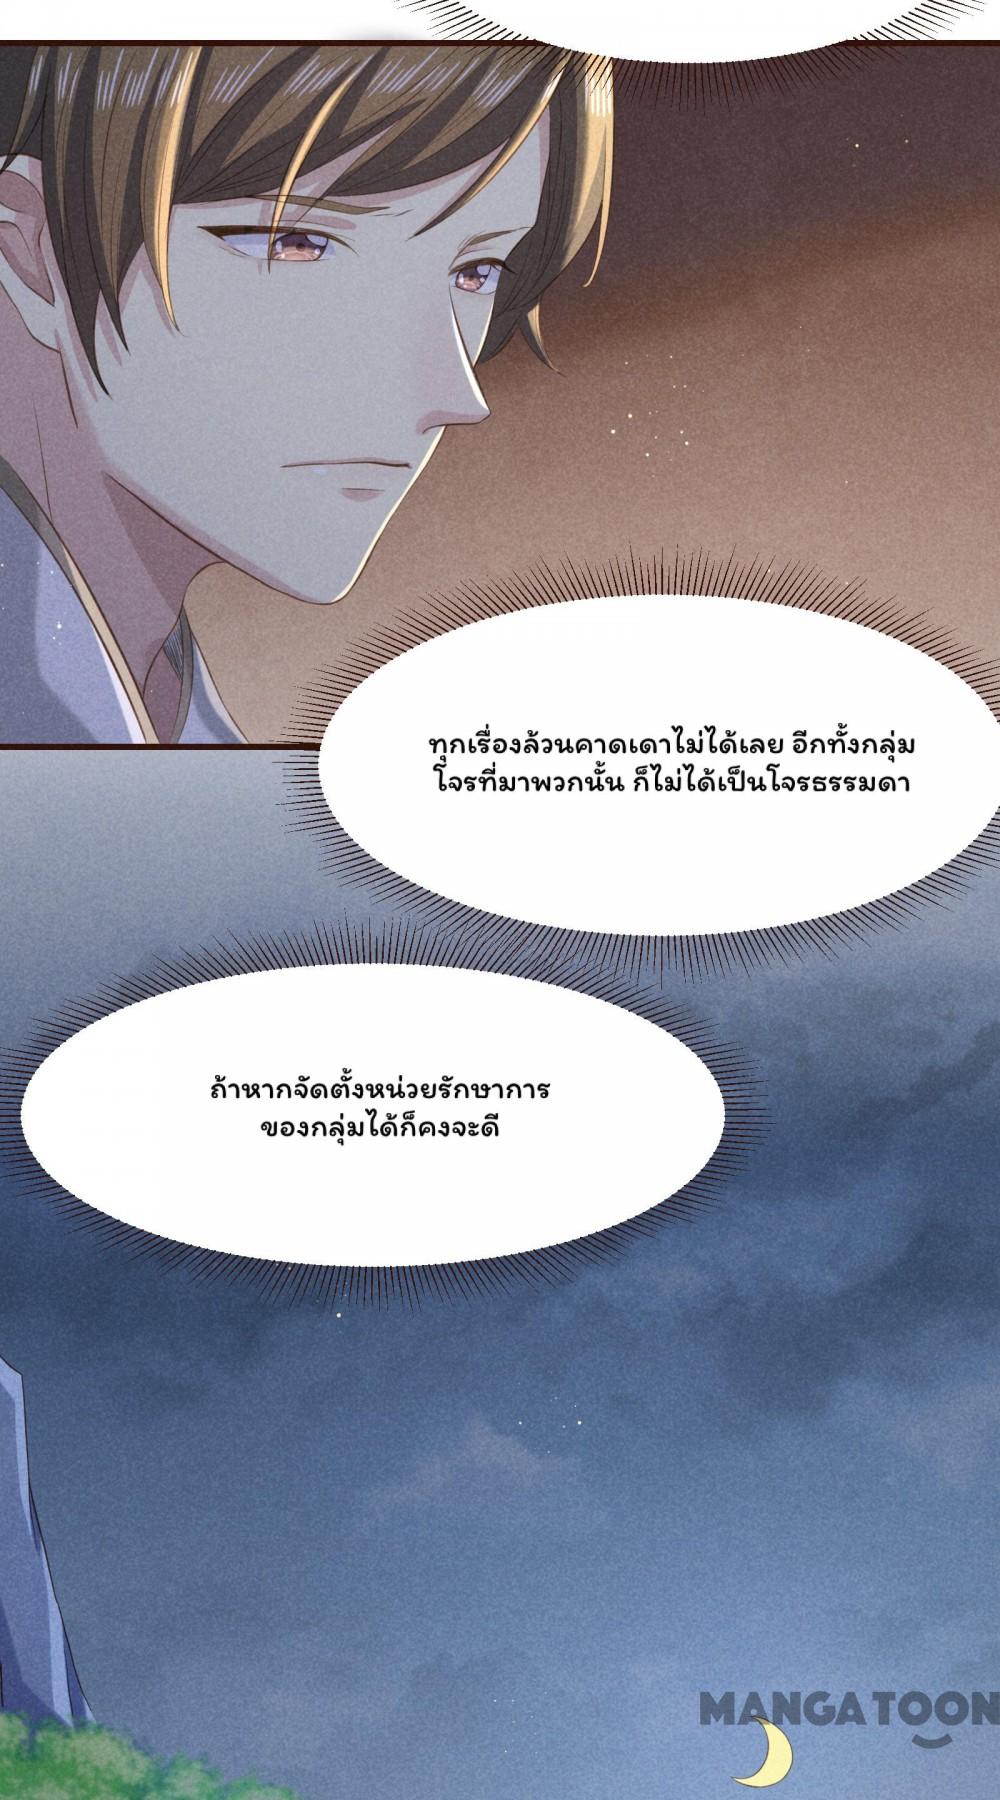 ทุกเรื่องล้วนคาดเดาไม่ได้เลย อีกทั้งกลุ่ม
โจรที่มาพวกนั้น ก็ไม่ได้เป็นโจรธรรมดา
ถ้าหากจัดตั้งหน่วยรักษาการ
ของกลุ่มได้ก็คงจะดี
MANGATOON